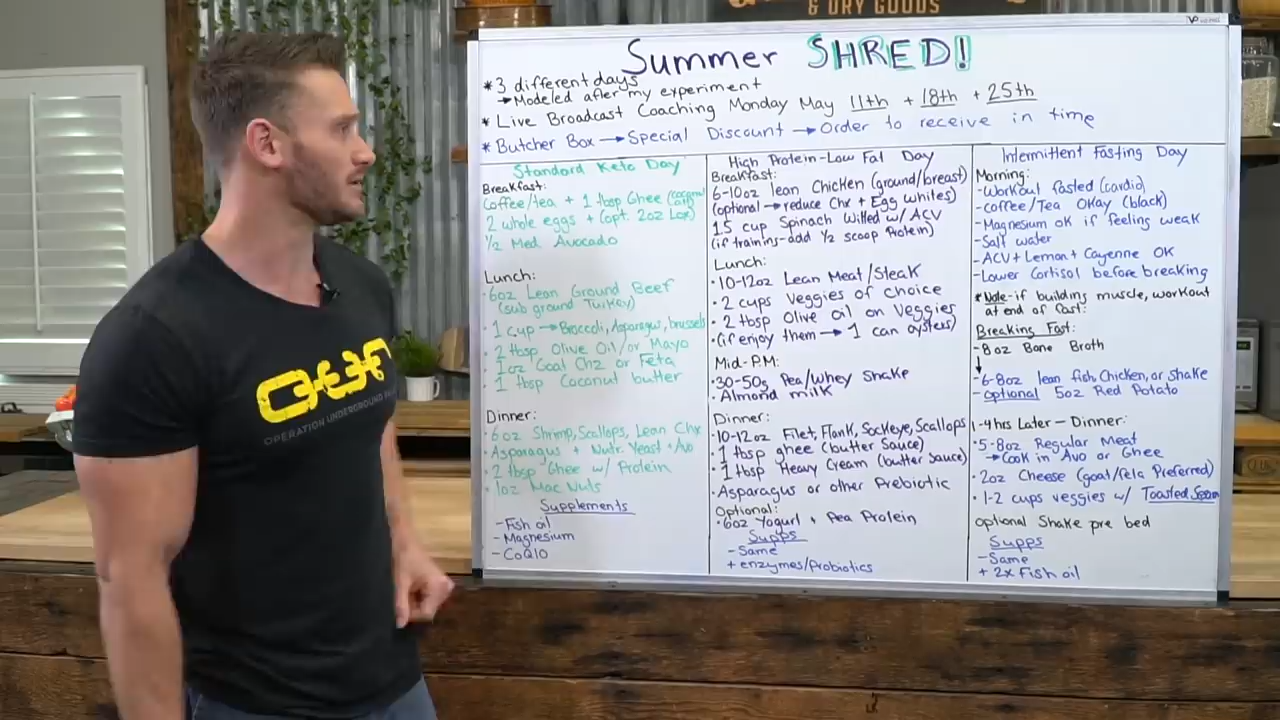 & DRY GOODS
Summer SHRED!
* 3 different days
→ Modeled after my experiment
* Live Broadcast Coaching Monday May 11th + 18th + 25th
* Butcher Box → Special Discount → Order to receive in time
Standard Keto Day
Breakfast:
Coffee/tea + 1 tbsp Ghee (coconut oil)
2 whole eggs + (opt. 2oz Lox)
1/2 Med Avocado
Lunch:
· 6oz Lean Ground Beef
(sub ground Turkey)
· 1 cup → Broccoli, Asparagus, brussels
· 2 tbsp Olive Oil/or Mayo
· 1oz Goat Chz or Feta
· 1 tbsp Coconut butter
Dinner:
· 6oz Shrimp, Scallops, Lean Chx
· Asparagus + Nutr. Yeast + Avo
· 2 tbsp Ghee w/ Protein
· 1oz Mac Nuts
Supplements
- Fish oil
- Magnesium
- CoQ10
High Protein-Low Fat Day
Breakfast:
6-10oz lean Chicken (ground/breast)
(optional → reduce Chx + Egg whites)
1.5 cup Spinach Wilted w/ ACV
(if training-add 1/2 scoop Protein)
Lunch:
· 10-12oz Lean Meat/Steak
· 2 cups Veggies of Choice
· 2 tbsp Olive oil on Veggies
· (if enjoy them → 1 can oysters)
Mid-P.M:
· 30-50g Pea/Whey Shake
· Almond milk
Dinner:
· 10-12oz Filet, Flank, Sockeye, Scallops
· 1 tbsp ghee (butter Sauce)
· 1 tbsp Heavy Cream (butter Sauce)
· Asparagus or other Prebiotic
Optional:
· 6oz Yogurt + Pea Protein
Supps
- Same
+ enzymes/probiotics
Intermittent Fasting Day
Morning:
- Workout fasted (cardio)
- Coffee/Tea Okay (black)
- Magnesium ok if feeling weak
- Salt water
- ACV + Lemon + Cayenne OK
- Lower Cortisol before breaking
* Note-if building muscle, workout
at end of fast.
Breaking Fast:
- 8oz Bone Broth
↓
- 6-8oz lean fish, Chicken, or Shake
- optional 5oz Red Potato
1-4hrs Later - Dinner:
· 5-8oz Regular Meat
→ Cook in Avo or Ghee
· 2oz Cheese (goat/feta Preferred)
· 1-2 cups veggies w/ Toasted
optional Shake pre bed
Supps
- Same
+ 2x Fish oil
OPERATION UNDERGROUND